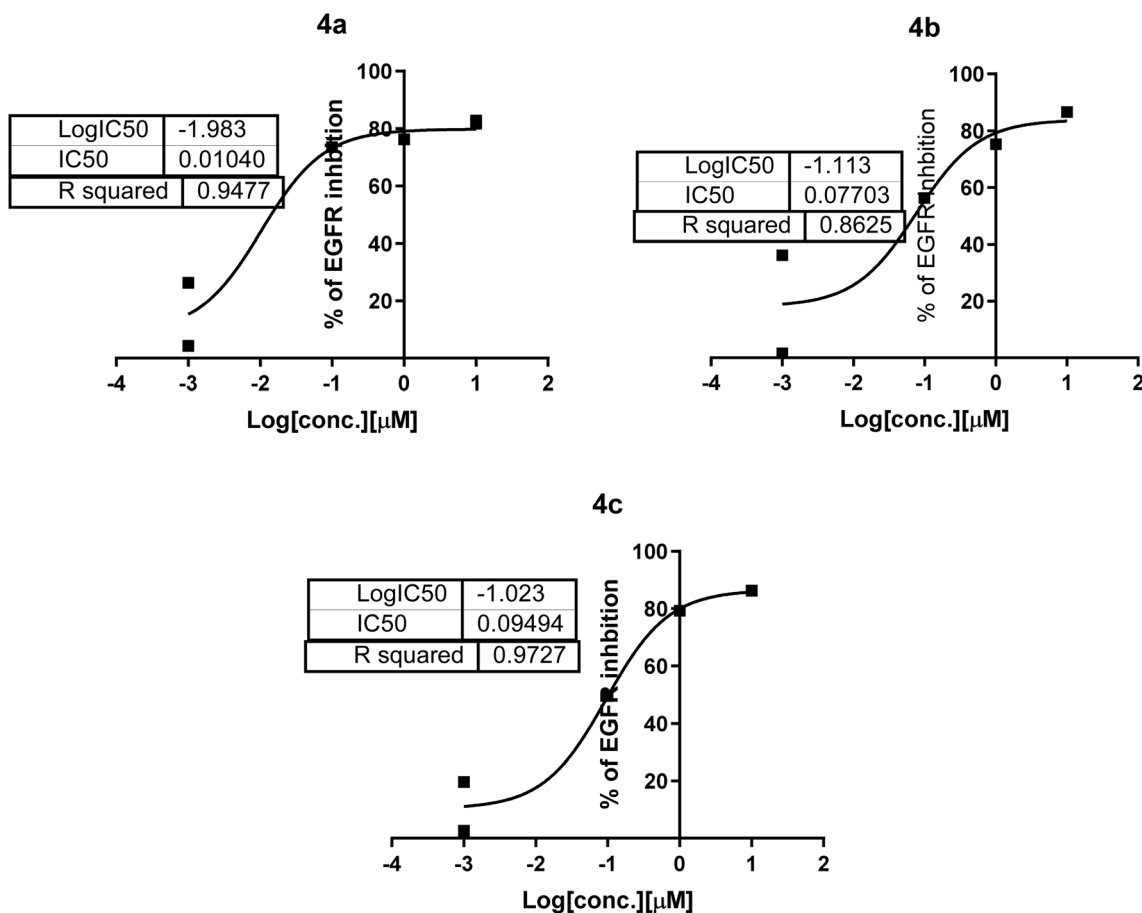 4a
% of EGFR inhbition
100
80
60
40
20
LogIC50 -1.983
IC50 0.01040
R squared 0.9477
-4 -3 -2 -1 0 1 2
Log[conc.][μM]
4b
% of EGFR inhbition
100
80
60
40
20
LogIC50 -1.113
IC50 0.07703
R squared 0.8625
-4 -3 -2 -1 0 1 2
Log[conc.][μM]
4c
% of EGFR inhbition
100
80
60
40
20
LogIC50 -1.023
IC50 0.09494
R squared 0.9727
-4 -3 -2 -1 0 1 2
Log[conc.][μM]